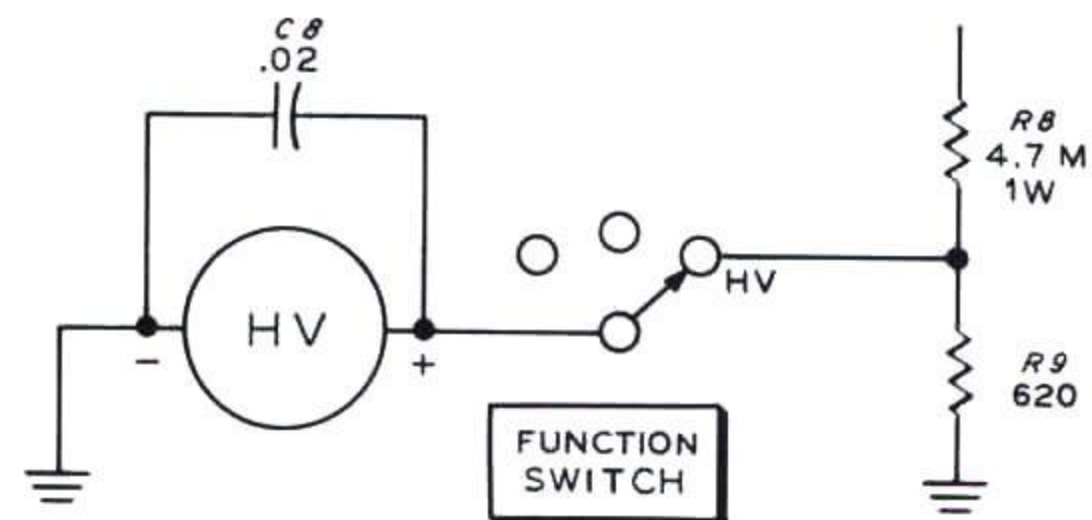 C8
.02
R8
4.7 M
1W
HV
HV
-
+
R9
620
FUNCTION
SWITCH